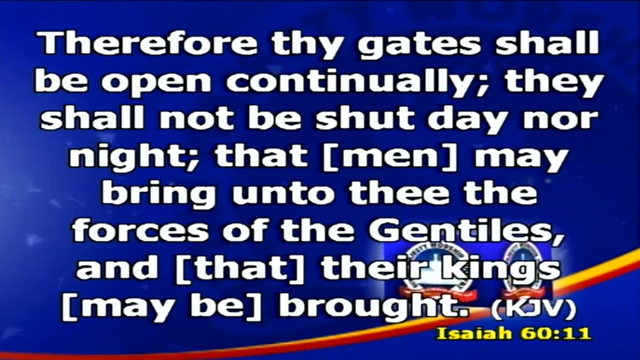 Therefore thy gates shall
be open continually; they
shall not be shut day nor
night; that [men] may
bring unto thee the
forces of the Gentiles,
and [that] their kings
[may be] brought. (KJV)
Isaiah 60:11